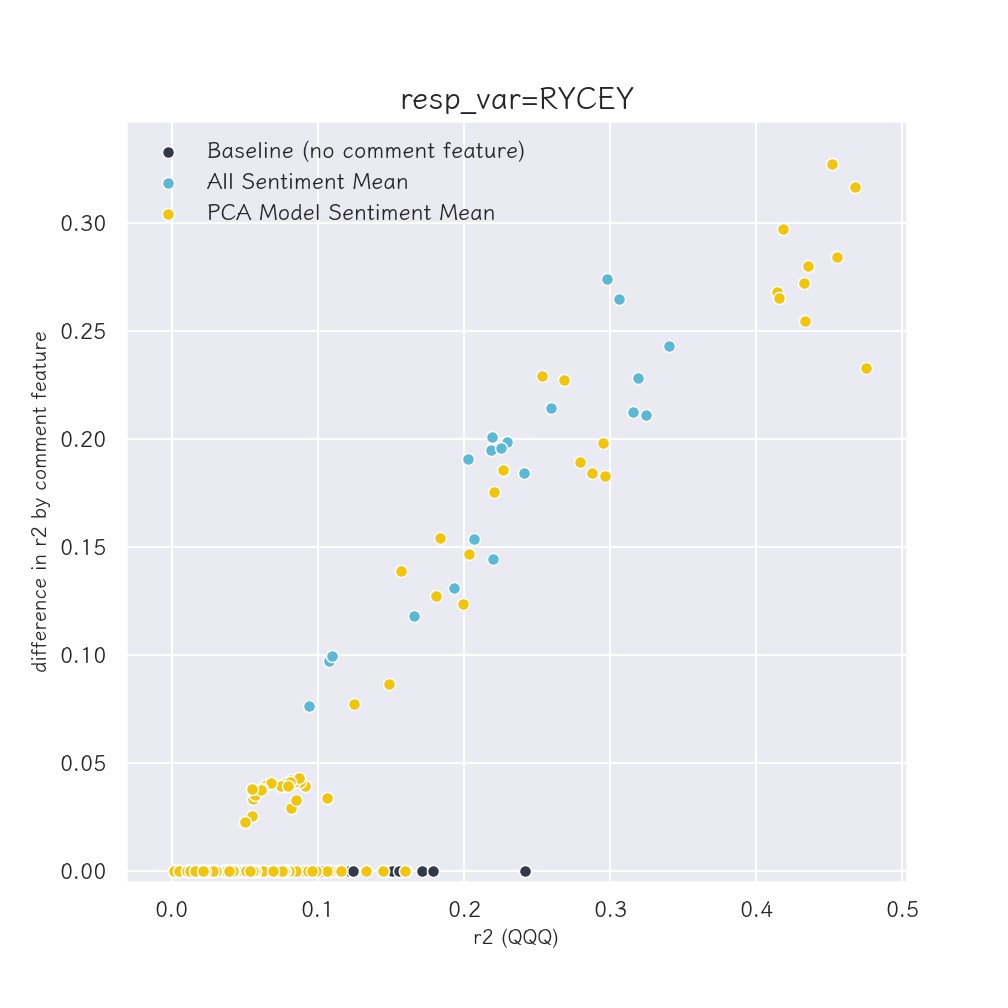 resp_var=RYCEY
Baseline (no comment feature)
All Sentiment Mean
PCA Model Sentiment Mean
difference in r2 by comment feature
0.30
0.25
0.20
0.15
0.10
0.05
0.00
0.0 0.1 0.2 0.3 0.4 0.5
r2 (QQQ)